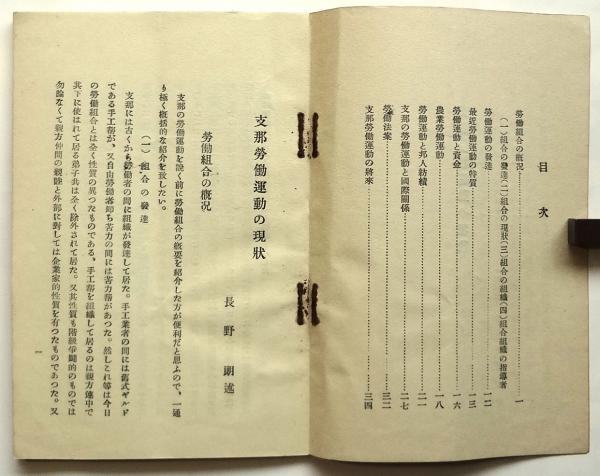 目次
勞働組合の概況……一
(一)組合の發達(二)組合の現狀(三)組合の組織(四)組合組織の指導者
勞働運動の發達……一二
最近勞働運動の特質……一三
勞働運動と資金……一六
農業勞働運動……一八
勞働運動と邦人紡績……二一
支那の勞働運動と國際關係……二七
勞働法案……三二
支那勞働運動の將來……三四
支那勞働運動の現狀
長野朗述
勞働組合の概況
支那の勞働運動を說く前に勞働組合の概要を紹介した方が便利だと思ふので、一通
り極く概括的な紹介を致したい。
(一)組合の發達
支那には古くから勞働者の間に組織が發達して居た。手工業者の間には舊式ギルド
である手工幇が、又自由勞働者卽ち苦力の間には苦力幇があつた。然しこれ等は今日
の勞働組合とは全く性質の異つたものである、手工幇を組織して居るのは親方連中で
其下に使はれて居る弟子共は全く除外されて居た。又其性質も階級爭鬪的のものでは
勿論なくて親方仲間の親睦と外部に對しては企業家的性質を有つたものであつた。又
一